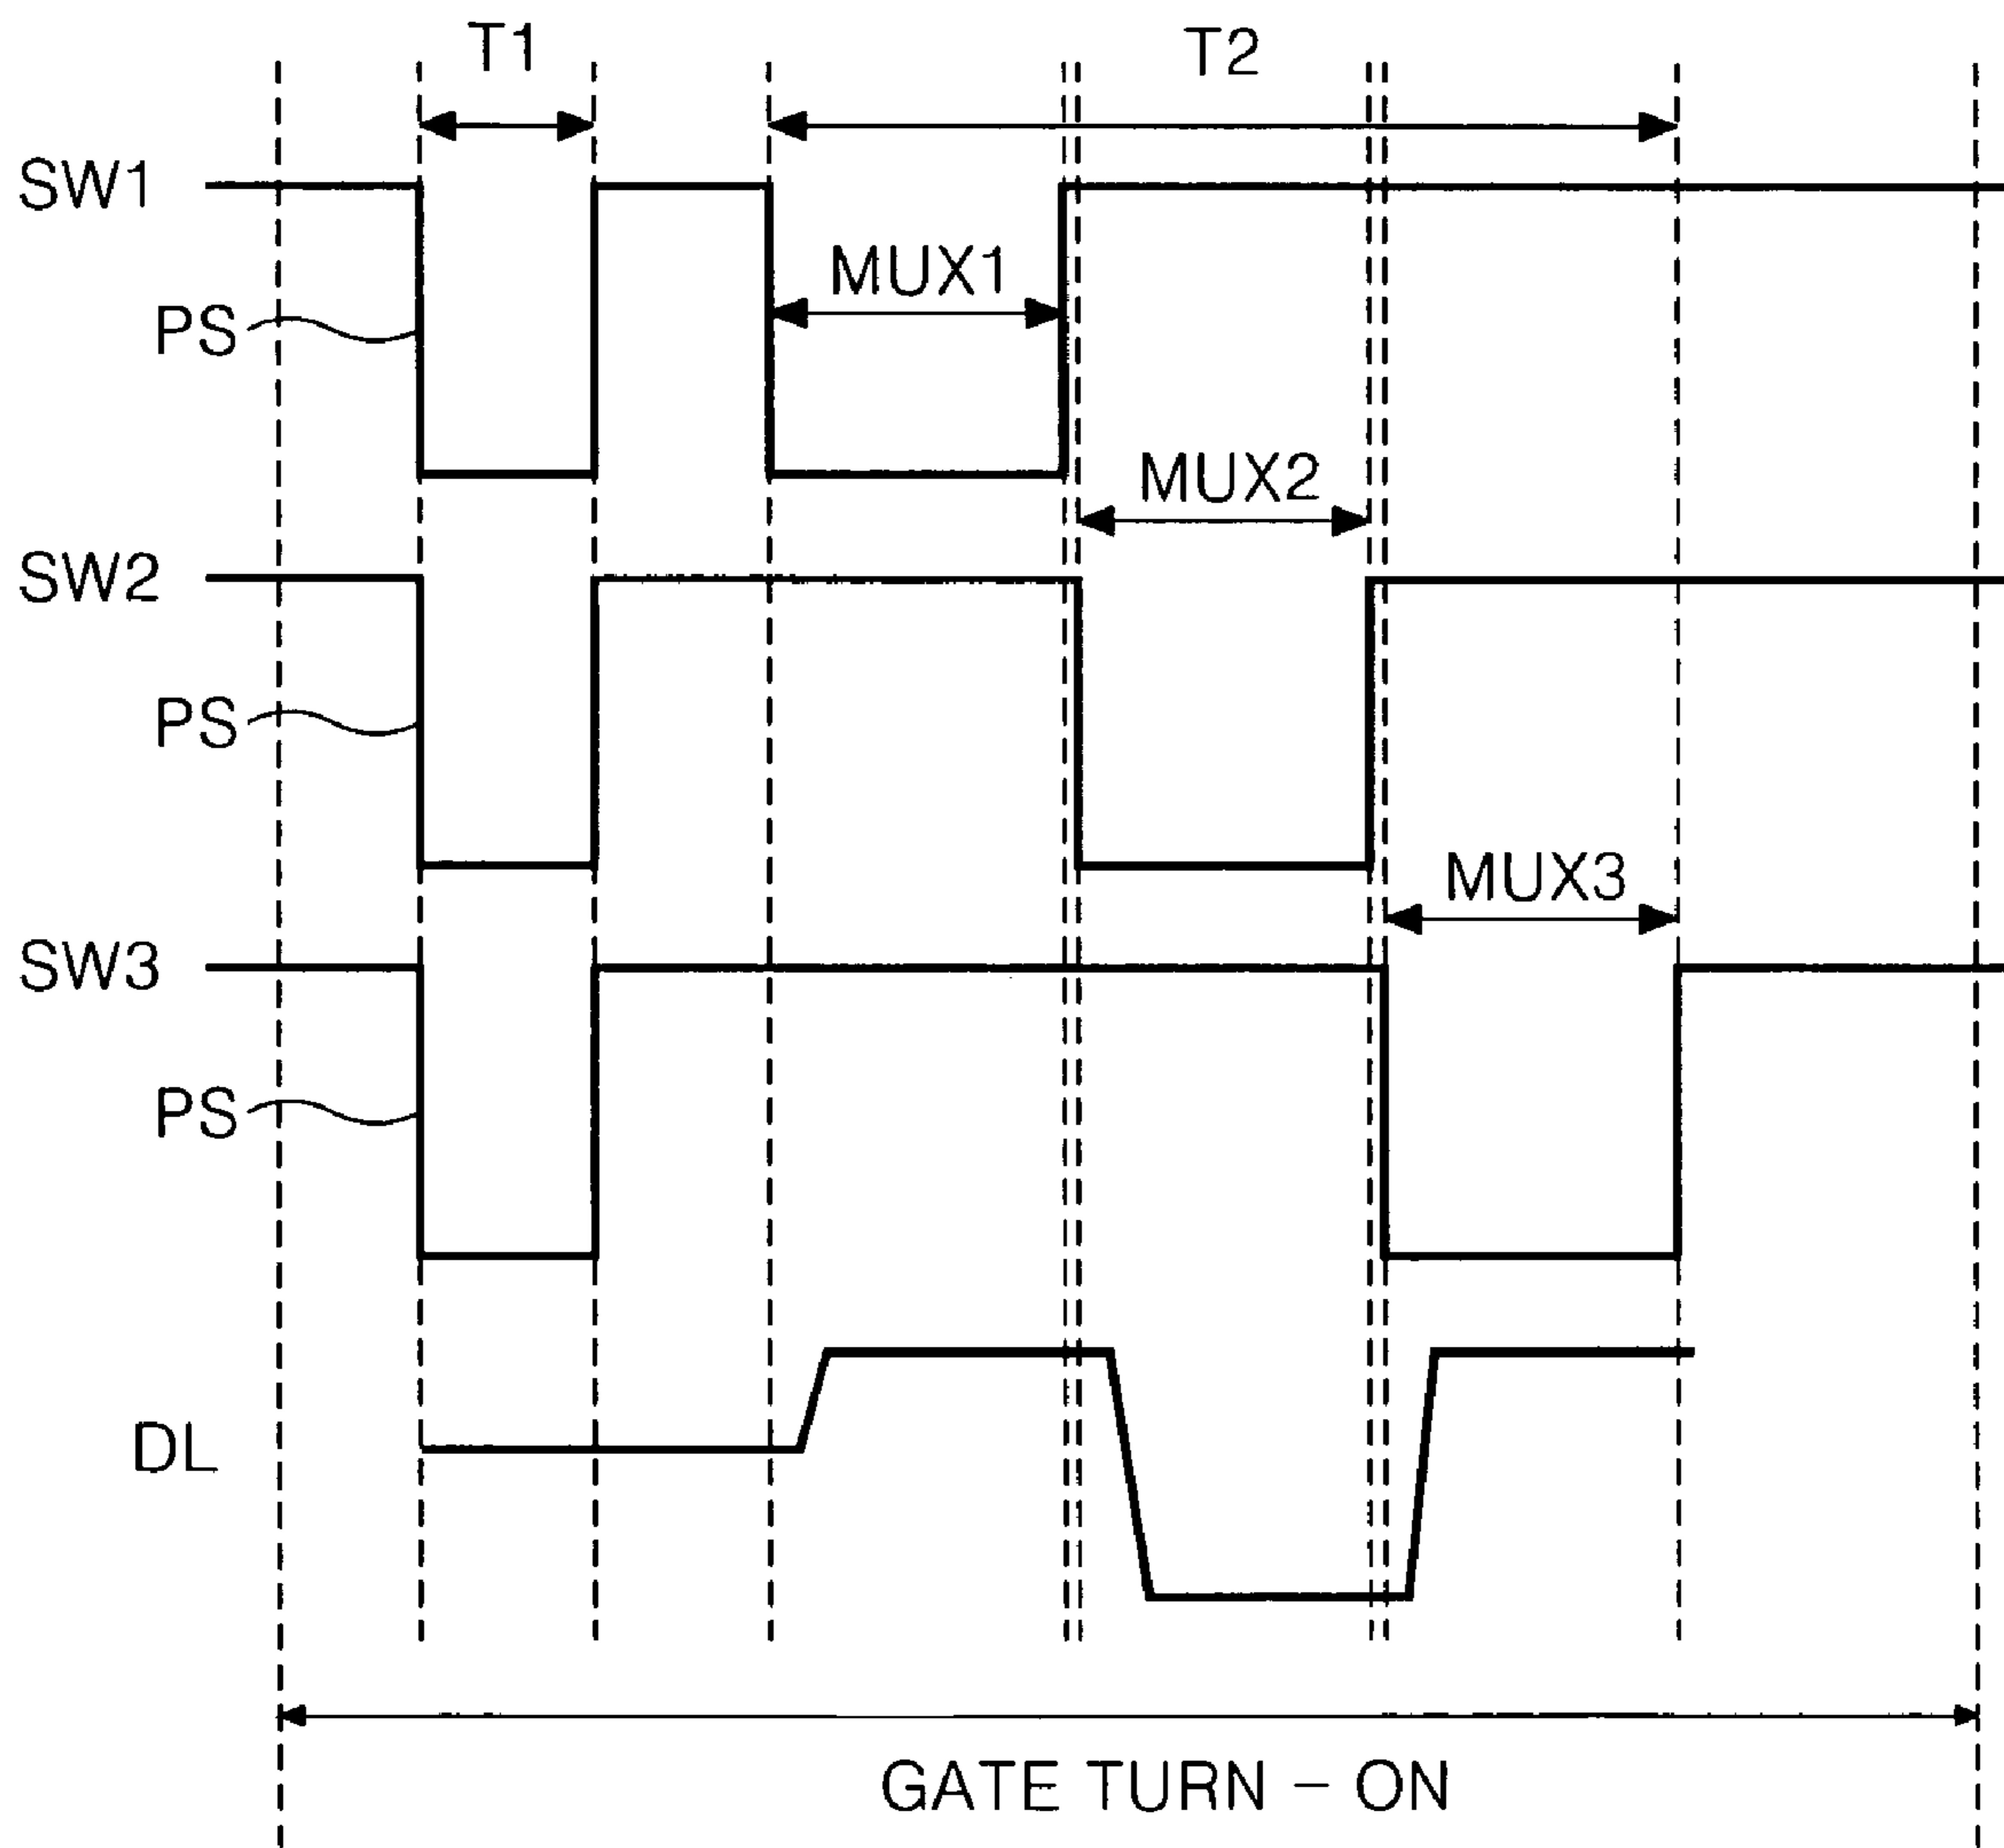 T1
T2
SW1
MUX1
PS
MUX2
SW2
PS
MUX3
SW3
PS
DL
GATE TURN – ON